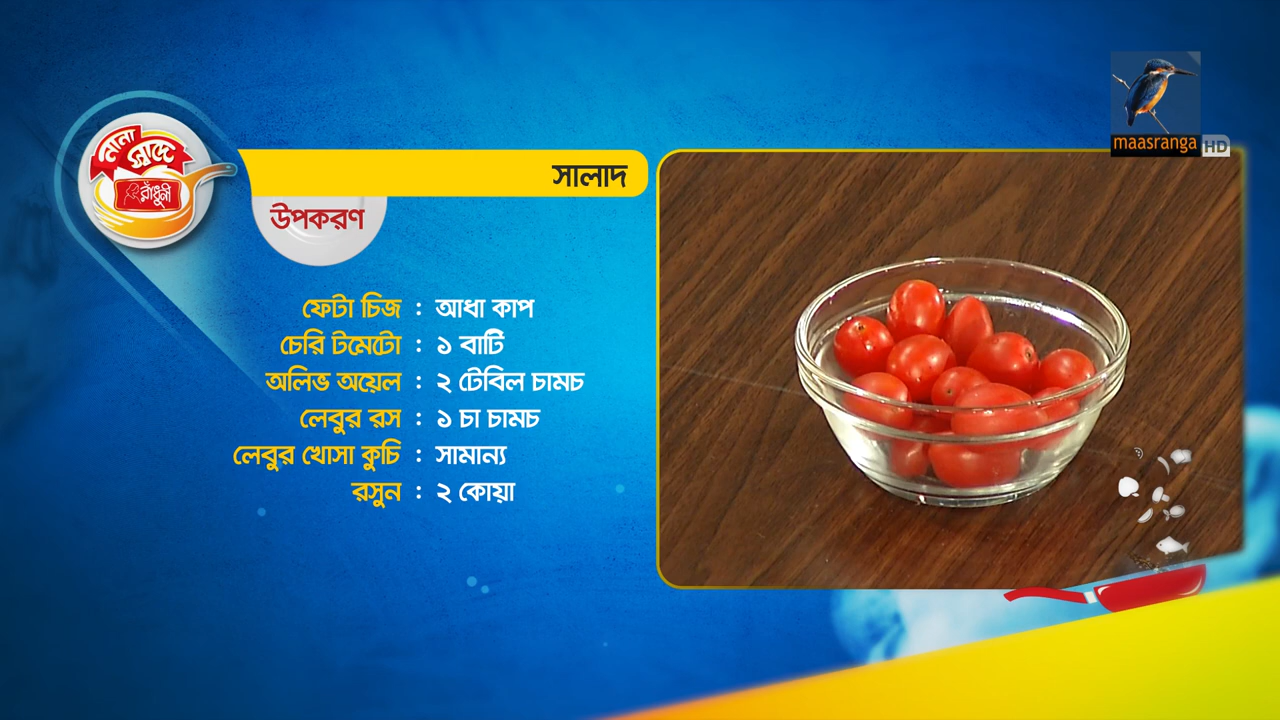 maasranga HD
নানা
স্বাদে
রাঁধুনী
সালাদ
উপকরণ
ফেটা চিজ : আধা কাপ
চেরি টমেটো : ১ বাটি
অলিভ অয়েল : ২ টেবিল চামচ
লেবুর রস : ১ চা চামচ
লেবুর খোসা কুচি : সামান্য
রসুন : ২ কোয়া